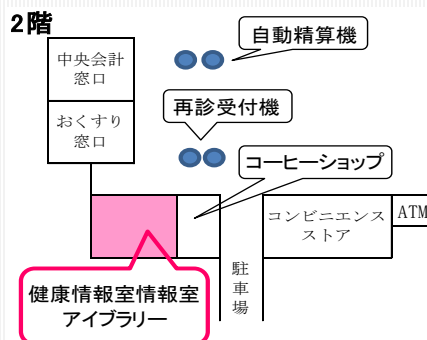 2階
自動精算機
中央会計
窓口
おくすり
窓口
再診受付機
コーヒーショップ
コンビニエンス
ストア
ATM
駐車場
健康情報室情報室
アイブラリー